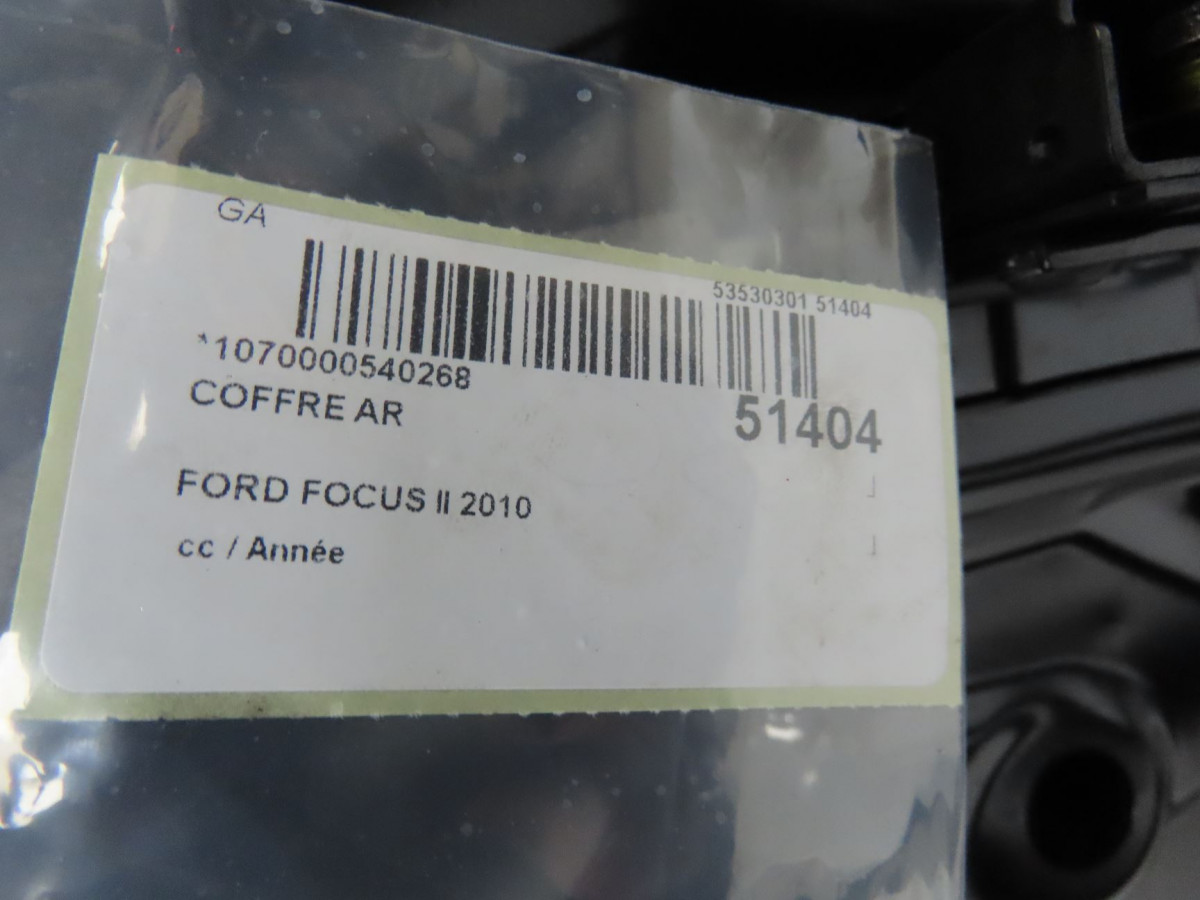 GA
53530301 51404
*1070000540268
COFFRE AR
51404
FORD FOCUS II 2010
cc / Année